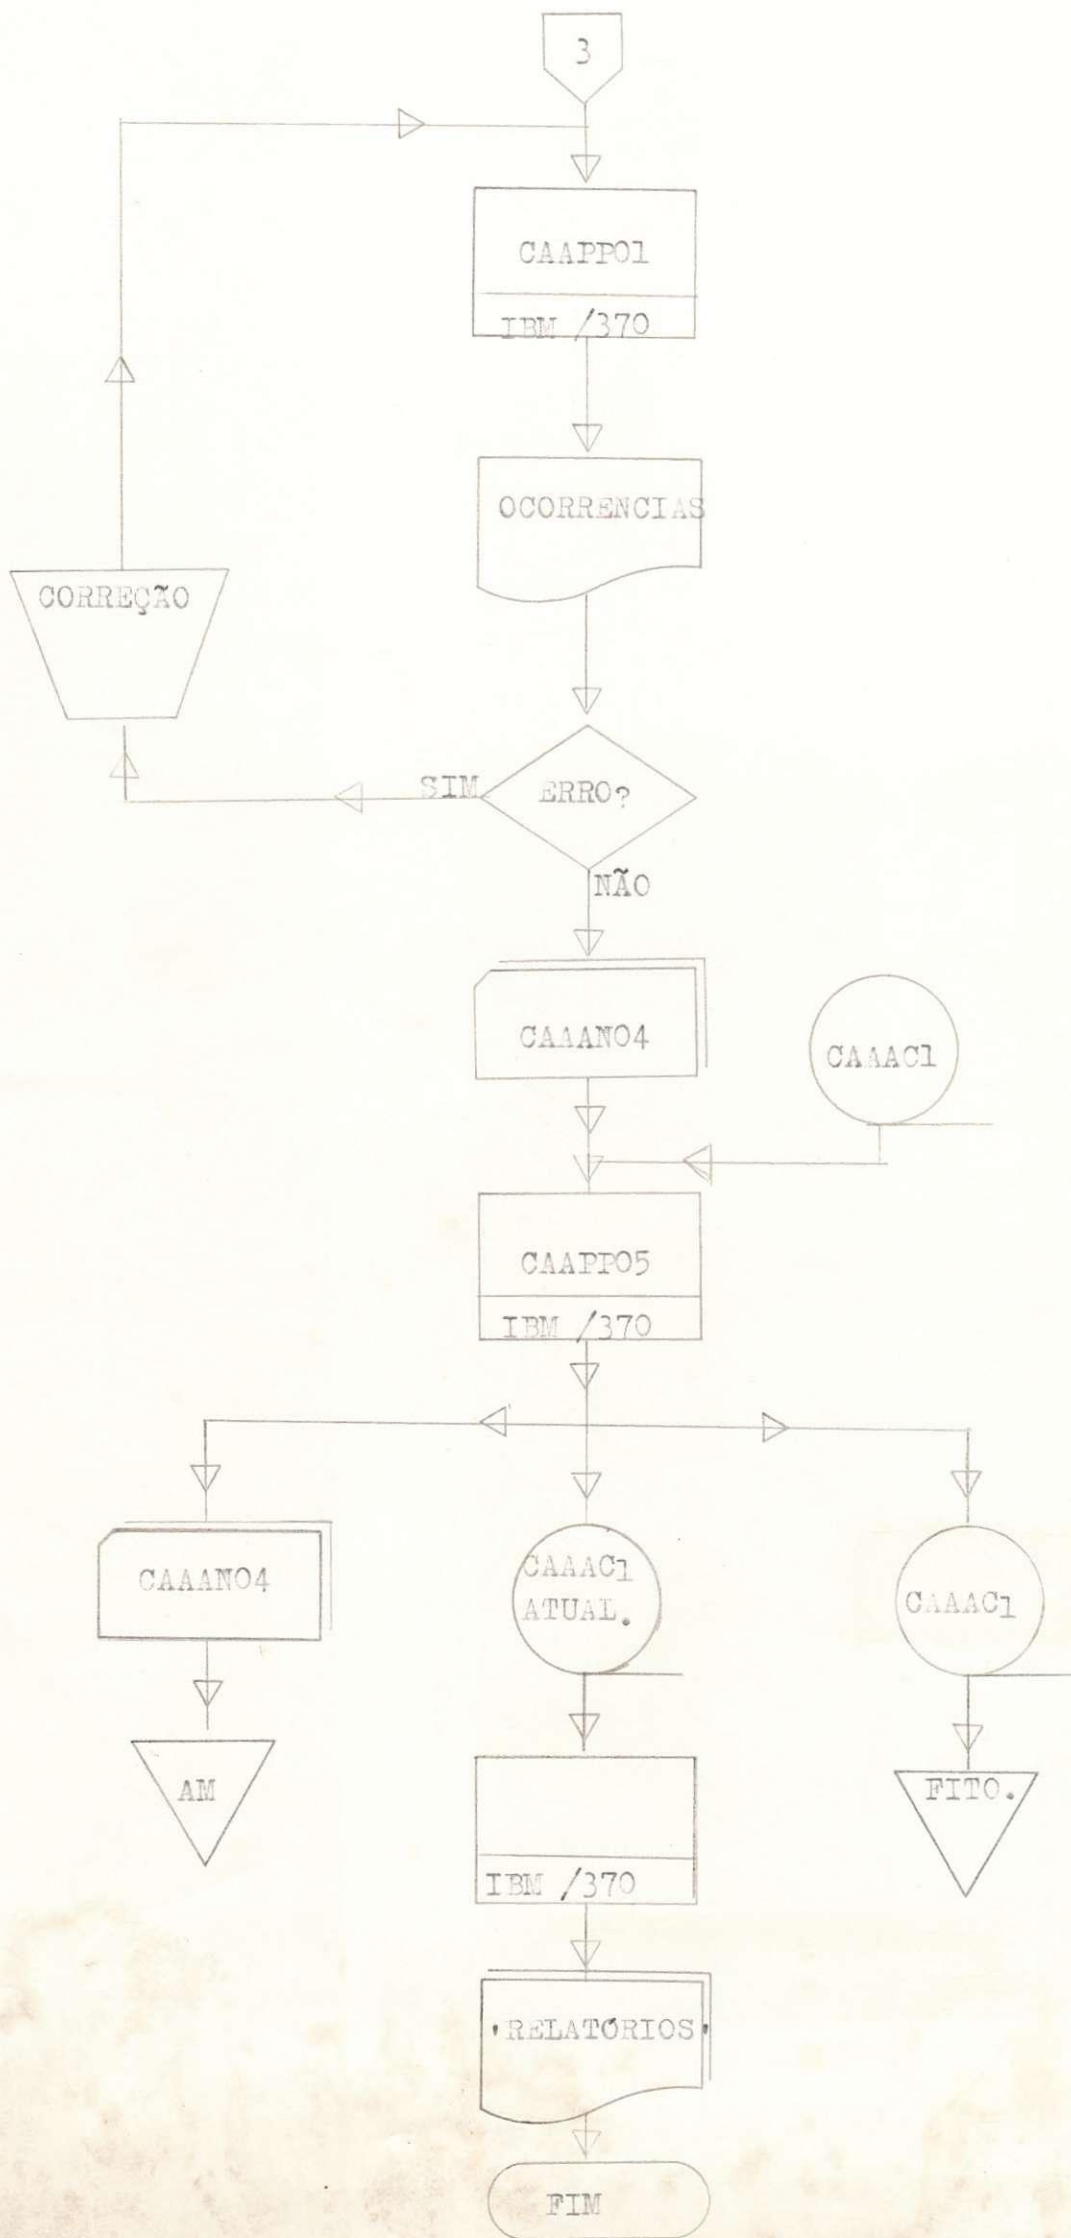 3
CAAPP01
IBM /370
OCORRENCIAS
CORREÇÃO
SIM
ERRO?
NÃO
CAAAN04
CAAAC1
CAAPP05
IBM /370
CAAAN04
CAAAC1
ATUAL.
CAAAC1
AM
FITO.
IBM /370
RELATÓRIOS
FIM